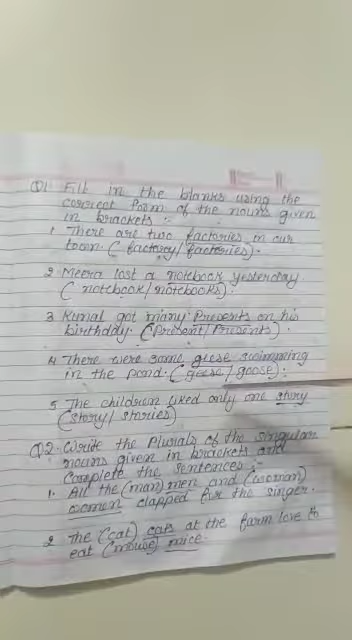 Q1 Fill in the blanks using the
correct Form of the nouns given
in brackets :-
1 There are two factories in our
town. (factory/factories).
2 Meera lost a notebook yesterday.
(notebook/notebooks).
3 Kunal got many Presents on his
birthday. (Present/Presents).
4 There were some geese swimming
in the pond. (geese/goose).
5 The children liked only one story
(story/stories)
Q2. Write the Plurals of the singular
nouns given in brackets and
Complete the sentences :-
1. All the (man) men and (woman)
women clapped for the singer.
2 The (cat) cats at the farm love to
eat (mouse) mice.